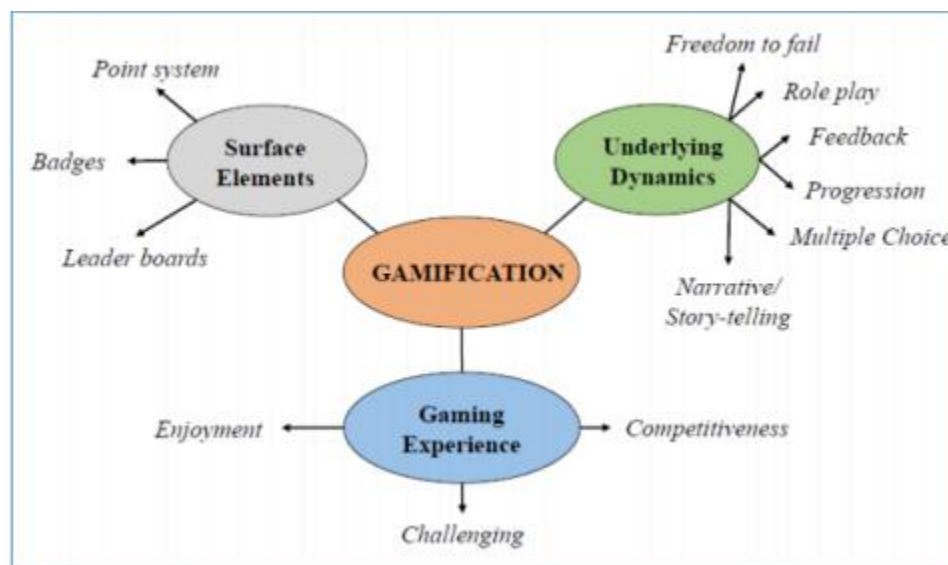 Freedom to fail
Point system
Role play
Surface
Elements
Underlying
Dynamics
Feedback
Badges
Progression
Leader boards
Multiple Choice
GAMIFICATION
Narrative/
Story-telling
Gaming
Experience
Enjoyment
Competitiveness
Challenging